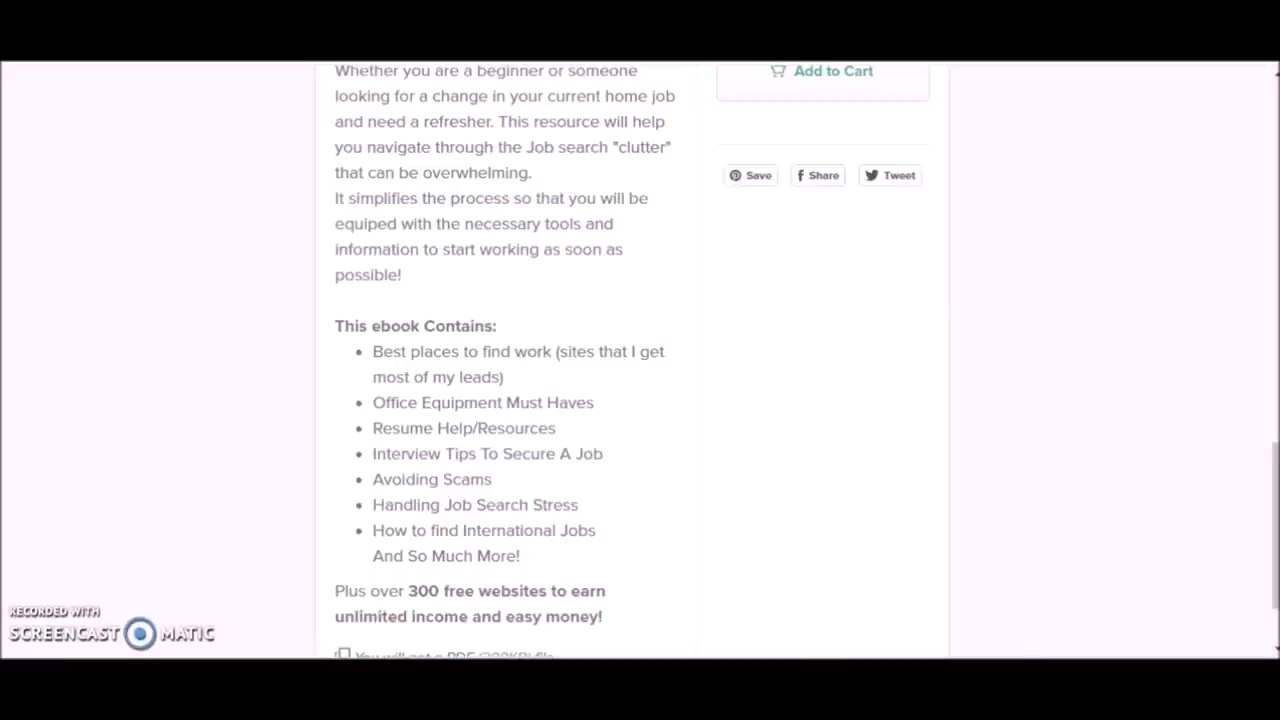 Whether you are a beginner or someone
looking for a change in your current home job
and need a refresher. This resource will help
you navigate through the Job search "clutter"
that can be overwhelming.
It simplifies the process so that you will be
equiped with the necessary tools and
information to start working as soon as
possible!
This ebook Contains:
Best places to find work (sites that I get
most of my leads)
Office Equipment Must Haves
Resume Help/Resources
Interview Tips To Secure A Job
Avoiding Scams
Handling Job Search Stress
How to find International Jobs
And So Much More!
Plus over 300 free websites to earn
unlimited income and easy money!
You will get a PDF file
Add to Cart
Save
Share
Tweet
RECORDED WITH
SCREENCAST MATIC